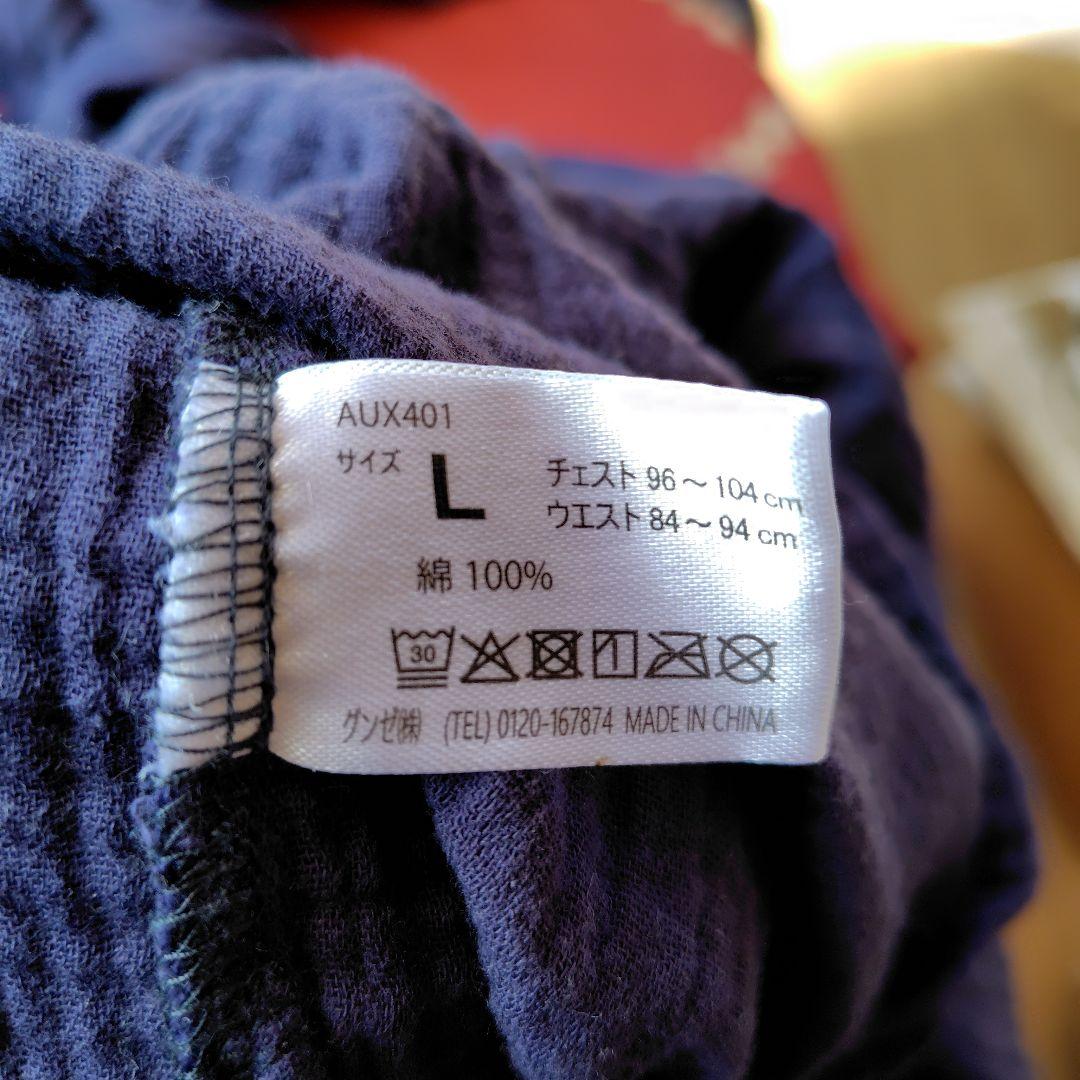 AUX401
サイズ L
チェスト 96～104 cm
ウエスト 84～94 cm
綿 100%
30
グンゼ㈱ (TEL) 0120-167874 MADE IN CHINA